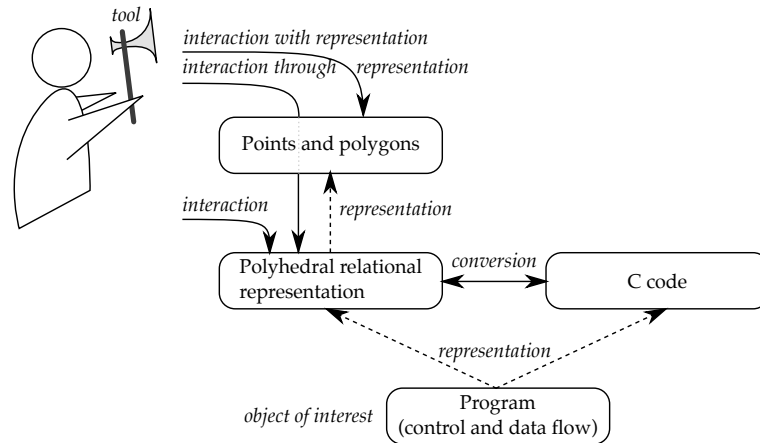 tool
interaction with representation
interaction through representation
Points and polygons
interaction
representation
Polyhedral relational
representation
conversion
C code
representation
object of interest
Program
(control and data flow)